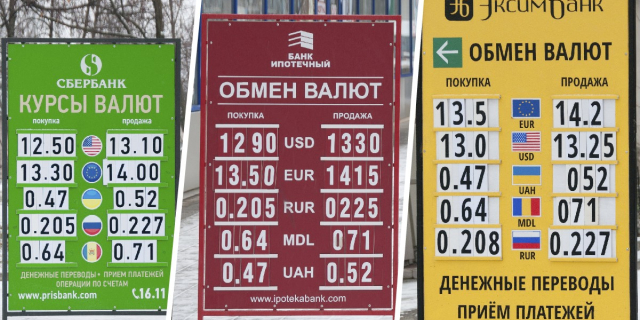 СБЕРБАНК
КУРСЫ ВАЛЮТ
покупка продажа
12.50 13.10
13.30 14.00
0.47 0.52
0.205 0.227
0.64 0.71
ДЕНЕЖНЫЕ ПЕРЕВОДЫ • ПРИЕМ ПЛАТЕЖЕЙ
ОПЕРАЦИИ ПО СЧЕТАМ
www.prisbank.com 16.11
БАНК
ИПОТЕЧНЫЙ
ОБМЕН ВАЛЮТ
ПОКУПКА ПРОДАЖА
1290 USD 1330
13.50 EUR 1415
0.205 RUR 0225
0.64 MDL 071
0.47 UAH 0.52
www.ipotekabank.com
ЭКСИМБАНК
ОБМЕН ВАЛЮТ
ПОКУПКА ПРОДАЖА
13.5 EUR 14.2
13.0 USD 13.25
0.47 UAH 052
0.64 MDL 071
0.208 RUR 0.227
ДЕНЕЖНЫЕ ПЕРЕВОДЫ
ПРИЁМ ПЛАТЕЖЕЙ